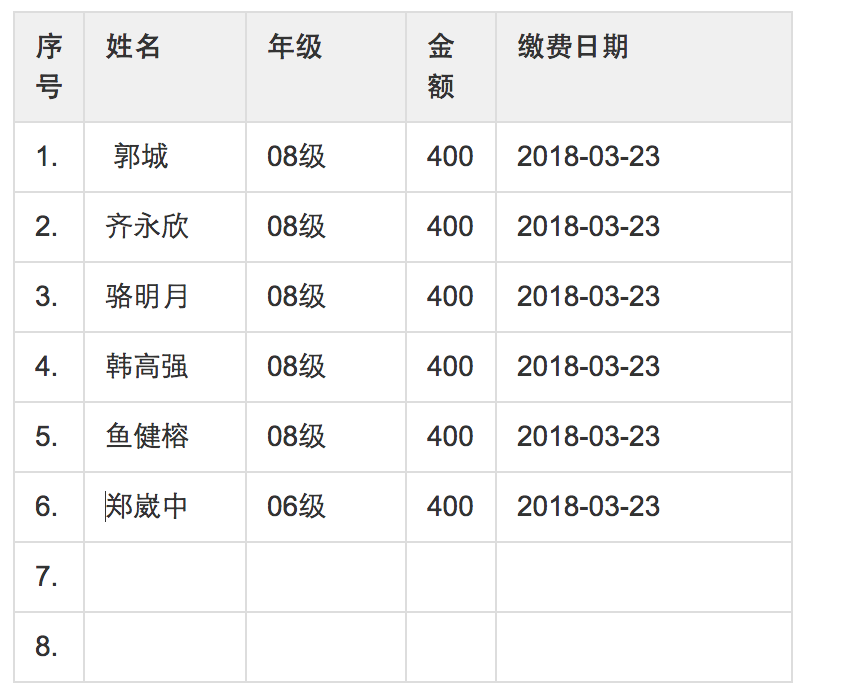 序号 姓名 年级 金额 缴费日期
1. 郭城 08级 400 2018-03-23
2. 齐永欣 08级 400 2018-03-23
3. 骆明月 08级 400 2018-03-23
4. 韩高强 08级 400 2018-03-23
5. 鱼健榕 08级 400 2018-03-23
6. 郑崴中 06级 400 2018-03-23
7.
8.